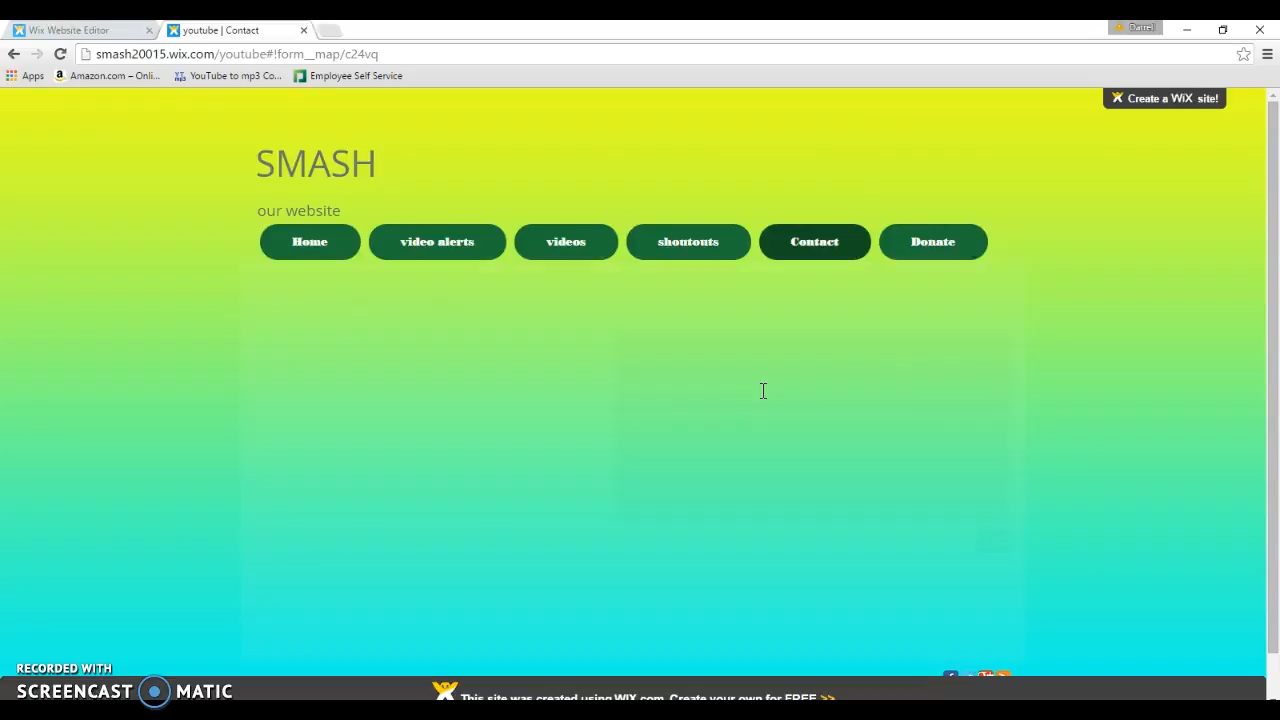 Wix Website Editor
youtube | Contact
Darrell
smash20015.wix.com/youtube#!form__map/c24vq
Apps
Amazon.com – Onli...
YouTube to mp3 Co...
Employee Self Service
Create a WiX site!
SMASH
our website
Home
video alerts
videos
shoutouts
Contact
Donate
RECORDED WITH
SCREENCAST MATIC
This site was created using WIX.com. Create your own for FREE >>